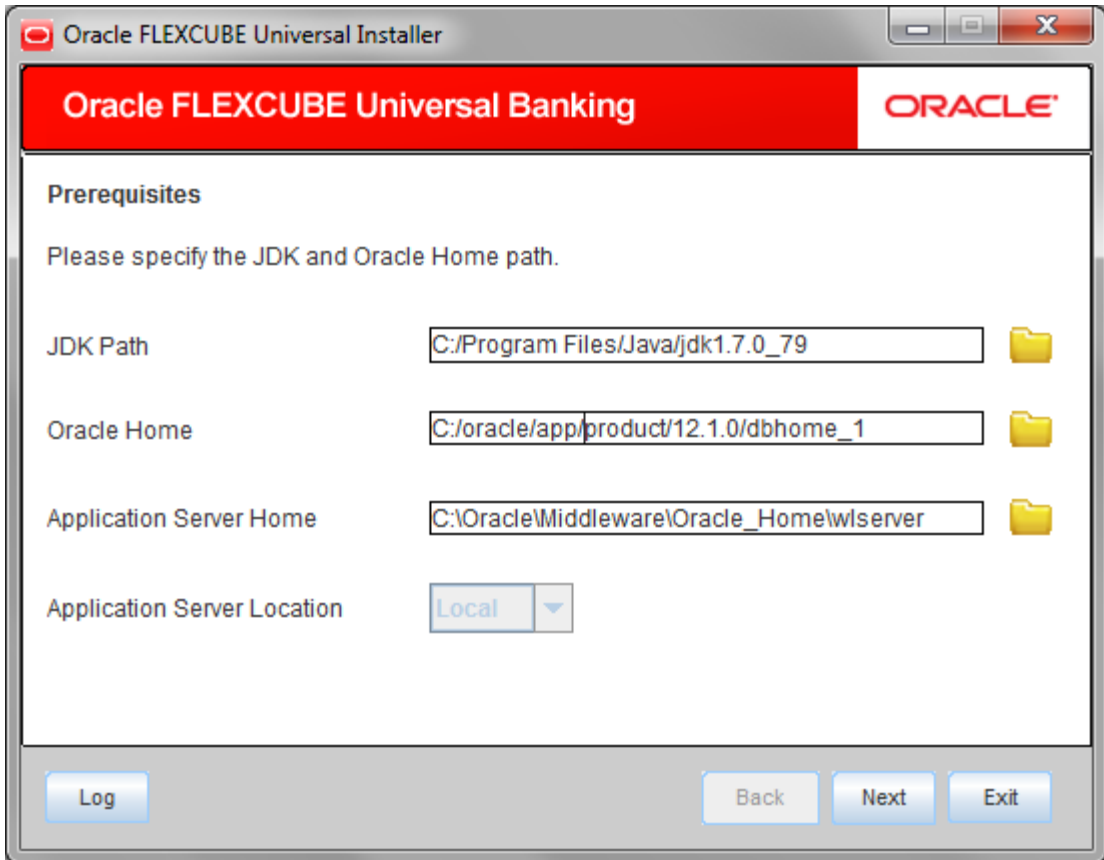 Oracle FLEXCUBE Universal Installer
Oracle FLEXCUBE Universal Banking
ORACLE
Prerequisites
Please specify the JDK and Oracle Home path.
JDK Path C:/Program Files/Java/jdk1.7.0_79
Oracle Home C:/oracle/app/product/12.1.0/dbhome_1
Application Server Home C:\Oracle\Middleware\Oracle_Home\wlserver
Application Server Location Local
Log Back Next Exit